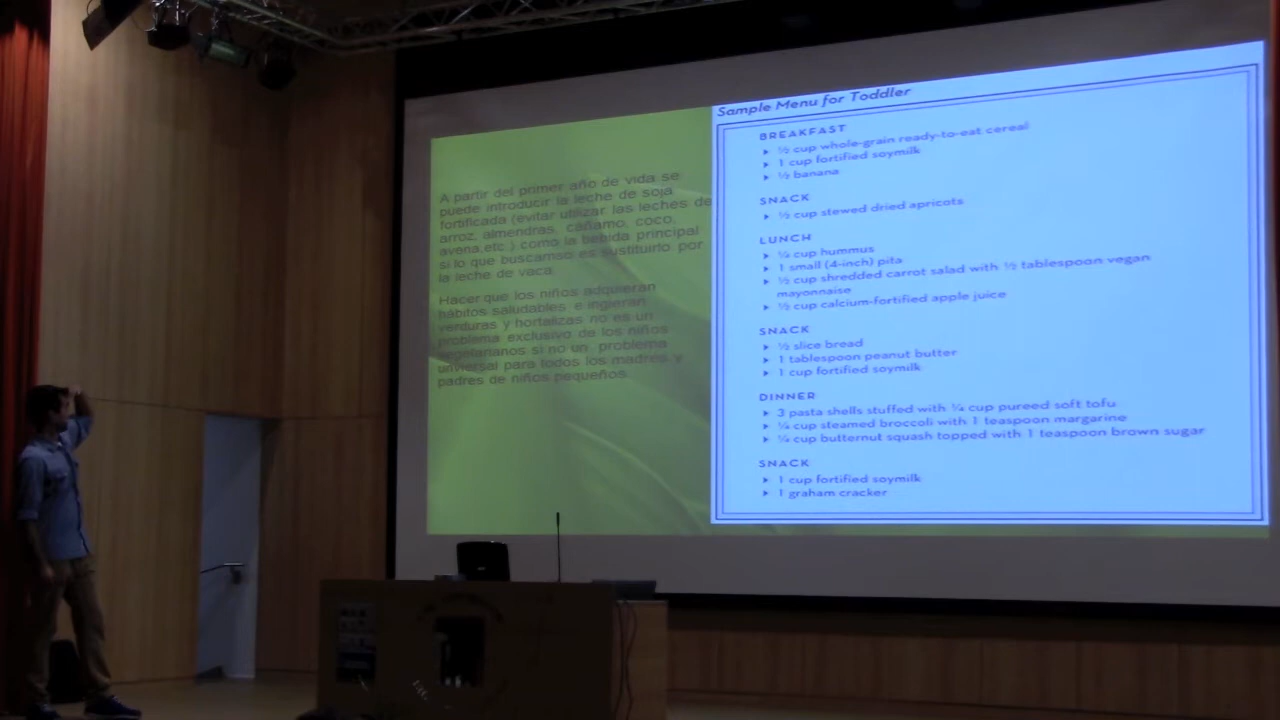 A partir del primer año de vida se
puede introducir la leche de soja
fortificada (evitar utilizar las leches de
arroz, almendras, cáñamo, coco,
avena,etc.) como la bebida principal
si lo que buscamso es sustituirlo por
la leche de vaca.
Hacer que los niños adquieran
hábitos saludables e ingieran
verduras y hortalizas no es un
problema exclusivo de los niños
vegetarianos si no un problema
unviersal para todos los madres y
padres de niños pequeños.
Sample Menu for Toddler
BREAKFAST
½ cup whole-grain ready-to-eat cereal
1 cup fortified soymilk
½ banana
SNACK
½ cup stewed dried apricots
LUNCH
¼ cup hummus
1 small (4-inch) pita
½ cup shredded carrot salad with ½ tablespoon vegan
mayonnaise
½ cup calcium-fortified apple juice
SNACK
½ slice bread
1 tablespoon peanut butter
1 cup fortified soymilk
DINNER
3 pasta shells stuffed with ¼ cup pureed soft tofu
¼ cup steamed broccoli with 1 teaspoon margarine
¼ cup butternut squash topped with 1 teaspoon brown sugar
SNACK
1 cup fortified soymilk
1 graham cracker